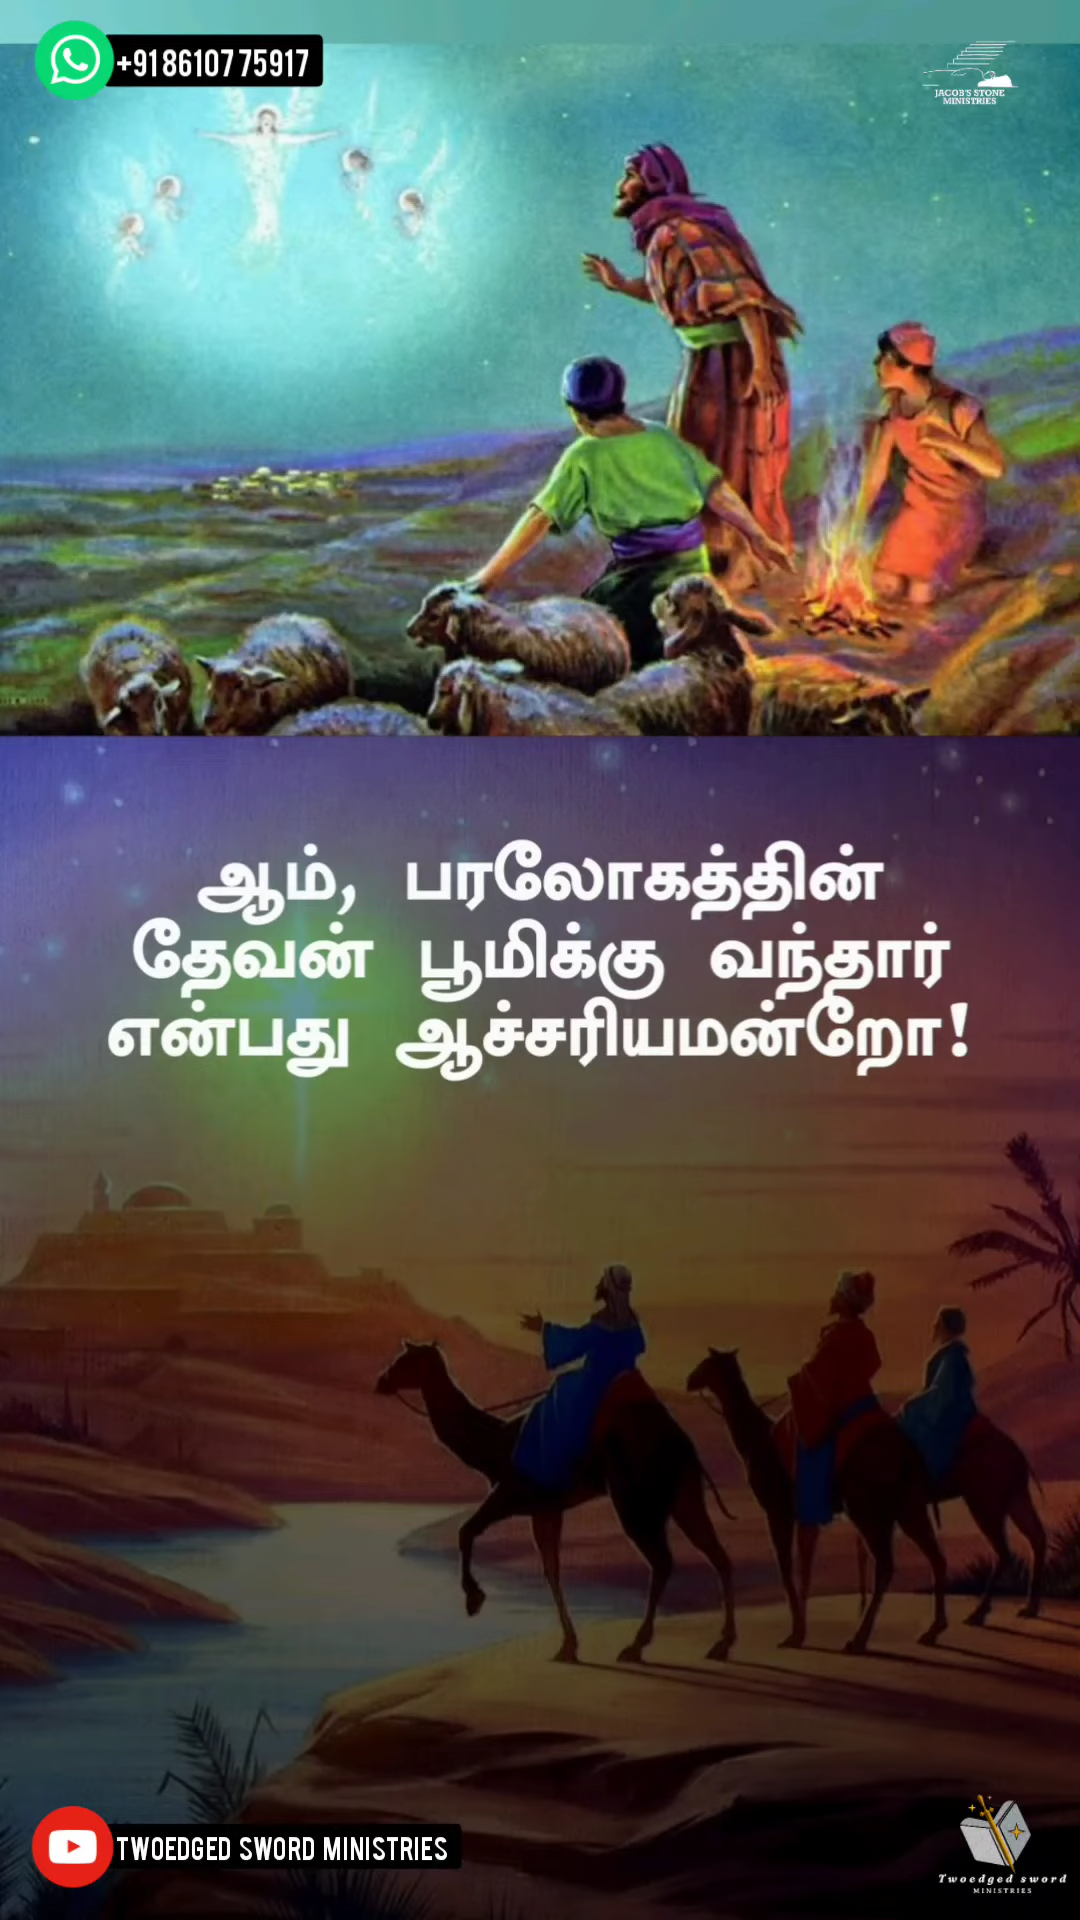 +918610775917
JACOB'S STONE
MINISTRIES
ஆம், பரலோகத்தின்
தேவன் பூமிக்கு வந்தார்
என்பது ஆச்சரியமன்றோ!
TWOEDGED SWORD MINISTRIES
Twoedged sword
MINISTRIES